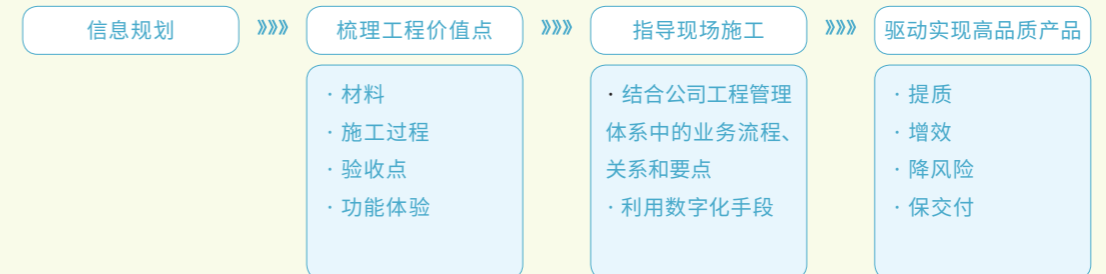 信息规划
》》》
梳理工程价值点
》》》
指导现场施工
》》》
驱动实现高品质产品
· 材料
· 施工过程
· 验收点
· 功能体验
· 结合公司工程管理
体系中的业务流程、
关系和要点
· 利用数字化手段
· 提质
· 增效
· 降风险
· 保交付